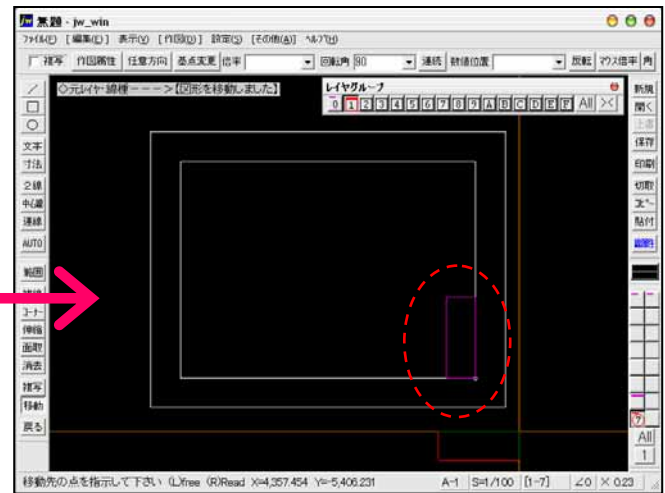 無題 - jw_win
ファイル(F) [編集(E)] 表示(V) [作図(D)] 設定(S) [その他(A)] ヘルプ(H)
複写 作図属性 任意方向 基点変更 倍率 回転角 90 連続 数値位置 反転 マウス倍率 角
◇元レイヤ・線種--->【図形を移動しました】
レイヤグループ
0 1 2 3 4 5 6 7 8 9 A B C D E F All ><
文字
寸法
2線
中心線
連線
AUTO
範囲
コーナー
伸縮
面取
消去
複写
移動
戻る
新規
開く
上書
保存
印刷
切取
コピー
貼付
線属性
7
All
1
移動先の点を指示して下さい (L)free (R)Read X=4,357.454 Y=-5,406.231 A-1 S=1/100 [1-7] ∠0 × 0.23